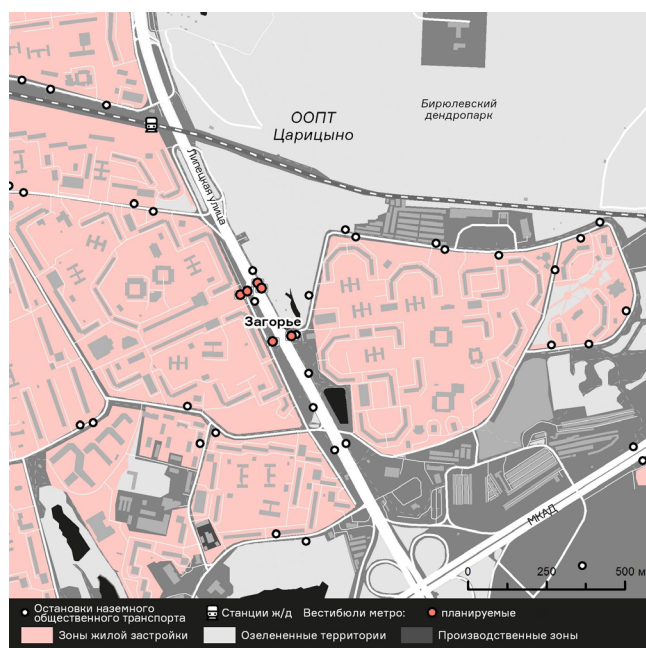 ООПТ
Царицыно
Бирюлевский
дендропарк
Липецкая улица
Загорье
МКАД
0 250 500 м
Остановки наземного
общественного транспорта
Станции ж/д
Вестибюли метро:
планируемые
Зоны жилой застройки
Озелененные территории
Производственные зоны